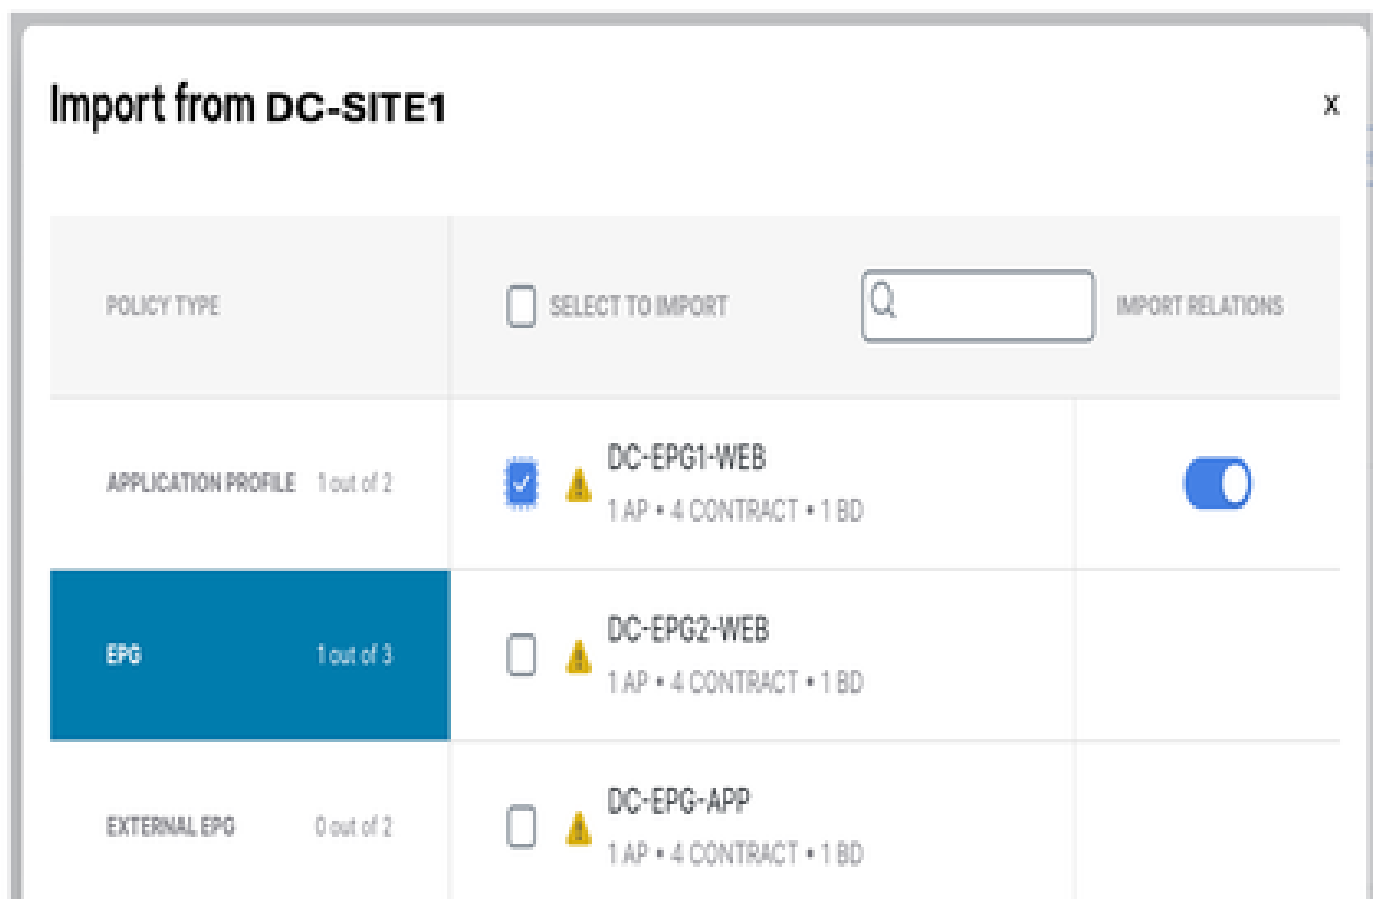 Import from DC-SITE1
X
POLICY TYPE
SELECT TO IMPORT
IMPORT RELATIONS
APPLICATION PROFILE 1 out of 2
DC-EPG1-WEB
1 AP • 4 CONTRACT • 1 BD
EPG 1 out of 3
DC-EPG2-WEB
1 AP • 4 CONTRACT • 1 BD
EXTERNAL EPG 0 out of 2
DC-EPG-APP
1 AP • 4 CONTRACT • 1 BD